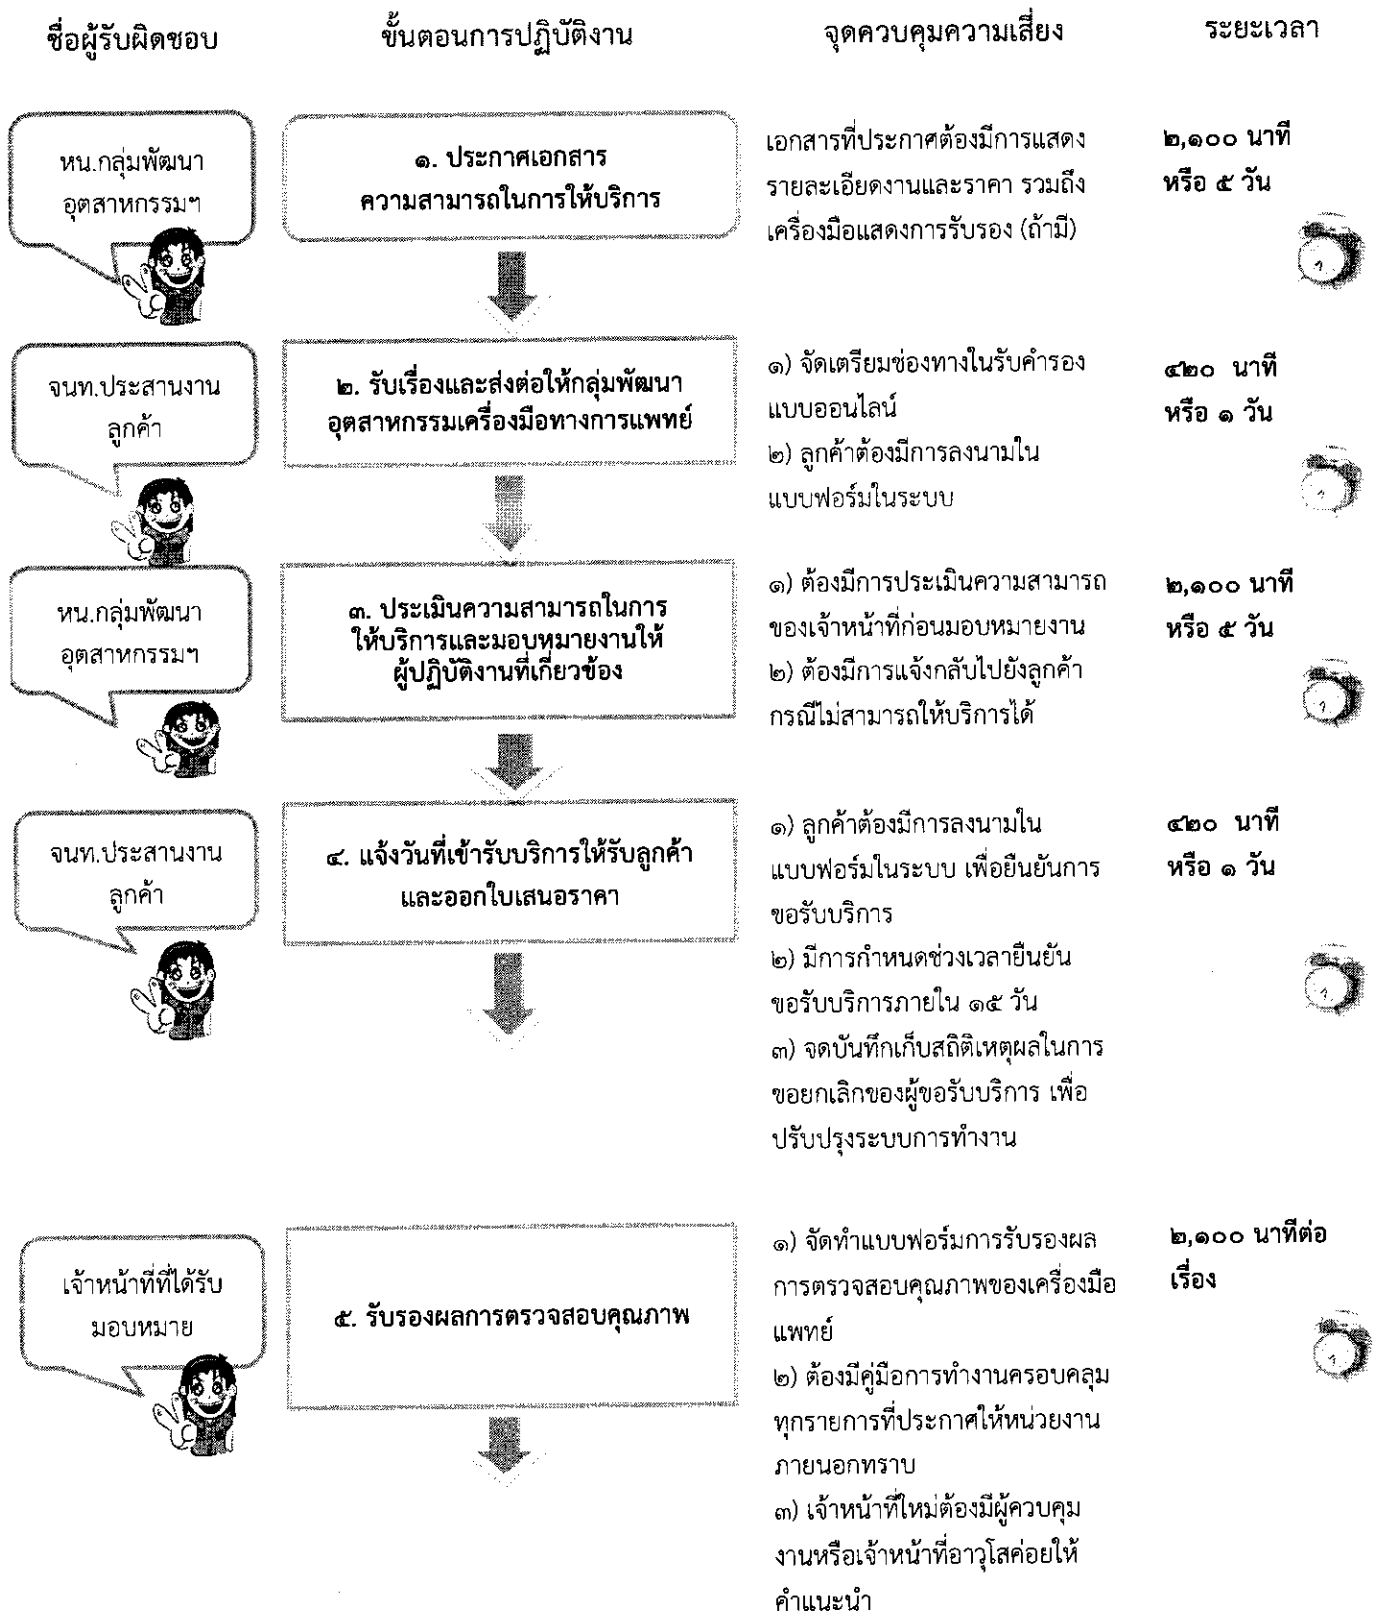 ชื่อผู้รับผิดชอบ
ขั้นตอนการปฏิบัติงาน
จุดควบคุมความเสี่ยง
ระยะเวลา
หน.กลุ่มพัฒนา
อุตสาหกรรมฯ
๑. ประกาศเอกสาร
ความสามารถในการให้บริการ
เอกสารที่ประกาศต้องมีการแสดง
รายละเอียดงานและราคา รวมถึง
เครื่องมือแสดงการรับรอง (ถ้ามี)
๒,๑๐๐ นาที
หรือ ๕ วัน
จนท.ประสานงาน
ลูกค้า
๒. รับเรื่องและส่งต่อให้กลุ่มพัฒนา
อุตสาหกรรมเครื่องมือทางการแพทย์
๑) จัดเตรียมช่องทางในรับคำรอง
แบบออนไลน์
๒) ลูกค้าต้องมีการลงนามใน
แบบฟอร์มในระบบ
๔๒๐ นาที
หรือ ๑ วัน
หน.กลุ่มพัฒนา
อุตสาหกรรมฯ
๓. ประเมินความสามารถในการ
ให้บริการและมอบหมายงานให้
ผู้ปฏิบัติงานที่เกี่ยวข้อง
๑) ต้องมีการประเมินความสามารถ
ของเจ้าหน้าที่ก่อนมอบหมายงาน
๒) ต้องมีการแจ้งกลับไปยังลูกค้า
กรณีไม่สามารถให้บริการได้
๒,๑๐๐ นาที
หรือ ๕ วัน
จนท.ประสานงาน
ลูกค้า
๔. แจ้งวันที่เข้ารับบริการให้รับลูกค้า
และออกใบเสนอราคา
๑) ลูกค้าต้องมีการลงนามใน
แบบฟอร์มในระบบ เพื่อยืนยันการ
ขอรับบริการ
๒) มีการกำหนดช่วงเวลายืนยัน
ขอรับบริการภายใน ๑๕ วัน
๓) จดบันทึกเก็บสถิติเหตุผลในการ
ขอยกเลิกของผู้ขอรับบริการ เพื่อ
ปรับปรุงระบบการทำงาน
๔๒๐ นาที
หรือ ๑ วัน
เจ้าหน้าที่ที่ได้รับ
มอบหมาย
๕. รับรองผลการตรวจสอบคุณภาพ
๑) จัดทำแบบฟอร์มการรับรองผล
การตรวจสอบคุณภาพของเครื่องมือ
แพทย์
๒) ต้องมีคู่มือการทำงานครอบคลุม
ทุกรายการที่ประกาศให้หน่วยงาน
ภายนอกทราบ
๓) เจ้าหน้าที่ใหม่ต้องมีผู้ควบคุม
งานหรือเจ้าหน้าที่อาวุโสค่อยให้
คำแนะนำ
๒,๑๐๐ นาทีต่อ
เรื่อง